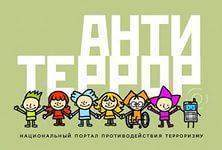 АНТИ
ТЕРРОР
НАЦИОНАЛЬНЫЙ ПОРТАЛ ПРОТИВОДЕЙСТВИЯ ТЕРРОРИЗМУ